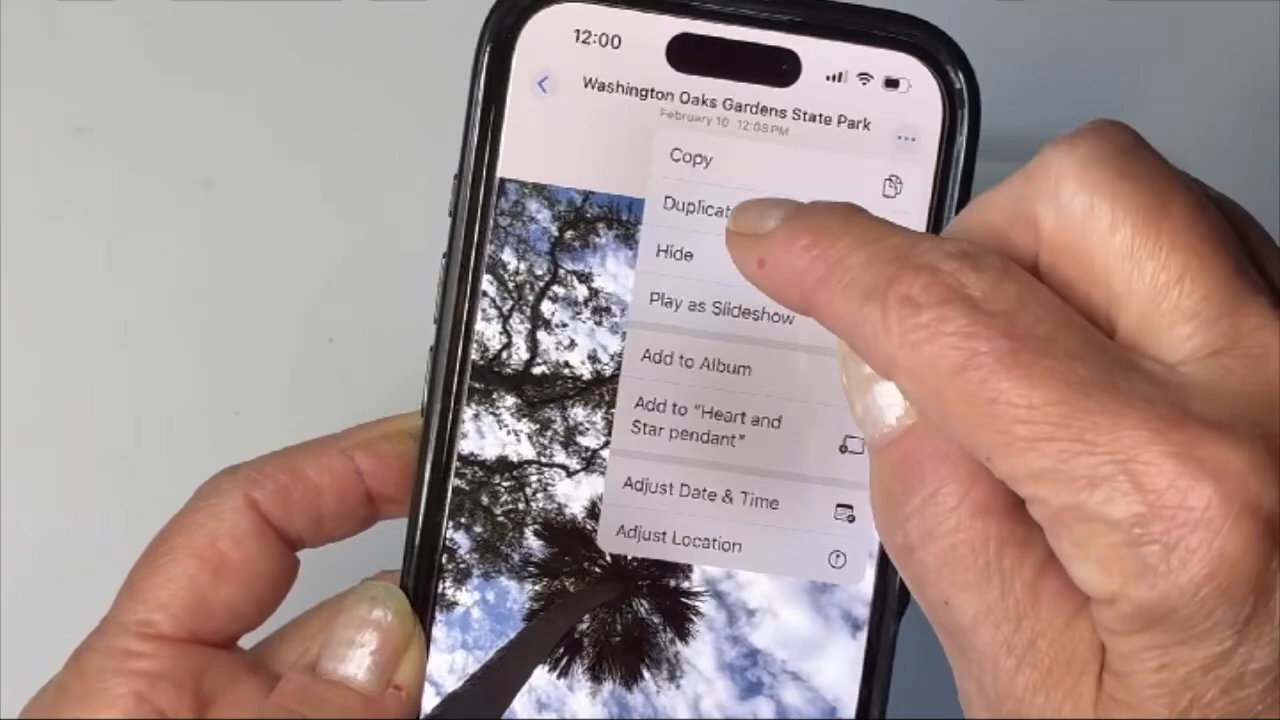 12:00
Washington Oaks Gardens State Park
February 10 12:08 PM
Copy
Duplicat
Hide
Play as Slideshow
Add to Album
Add to "Heart and
Star pendant"
Adjust Date & Time
Adjust Location